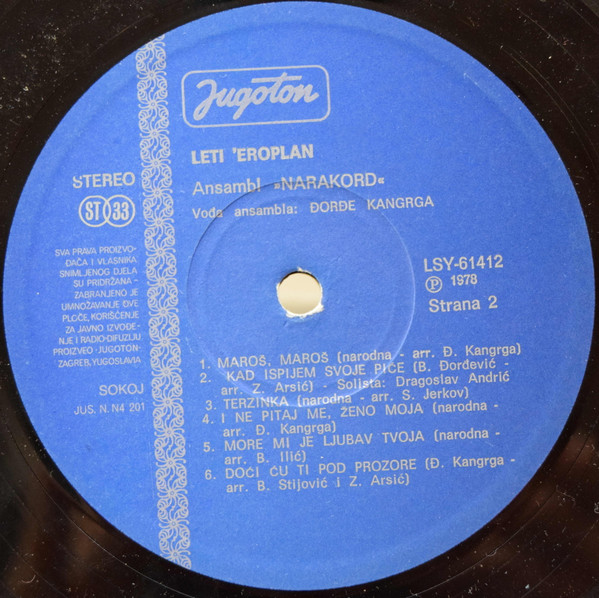 Jugoton
LETI 'EROPLAN
Ansambl »NARAKORD«
Vođa ansambla: ĐORĐE KANGRGA
STEREO
ST 33
SVA PRAVA PROIZVO-
ĐAČA I VLASNIKA
SNIMLJENOG DJELA
SU PRIDRŽANA -
ZABRANJENO JE
UMNOŽAVANJE OVE
PLOČE, KORIŠĆENJE
ZA JAVNO IZVOĐE-
NJE I RADIO-DIFUZIJU
PROIZVEO »JUGOTON«
ZAGREB, YUGOSLAVIA
SOKOJ
JUS. N. N4 201
LSY-61412
Ⓟ 1978
Strana 2
1. MAROŠ, MAROŠ (narodna - arr. Đ. Kangrga)
2. KAD ISPIJEM SVOJE PIĆE (B. Đorđević -
arr. Z. Arsić) - Solista: Dragoslav Andrić
3. TERZINKA (narodna - arr. S. Jerkov)
4. I NE PITAJ ME, ŽENO MOJA (narodna -
arr. Đ. Kangrga)
5. MORE MI JE LJUBAV TVOJA (narodna -
arr. B. Ilić)
6. DOĆI ĆU TI POD PROZORE (Đ. Kangrga -
arr. B. Stijović i Z. Arsić)